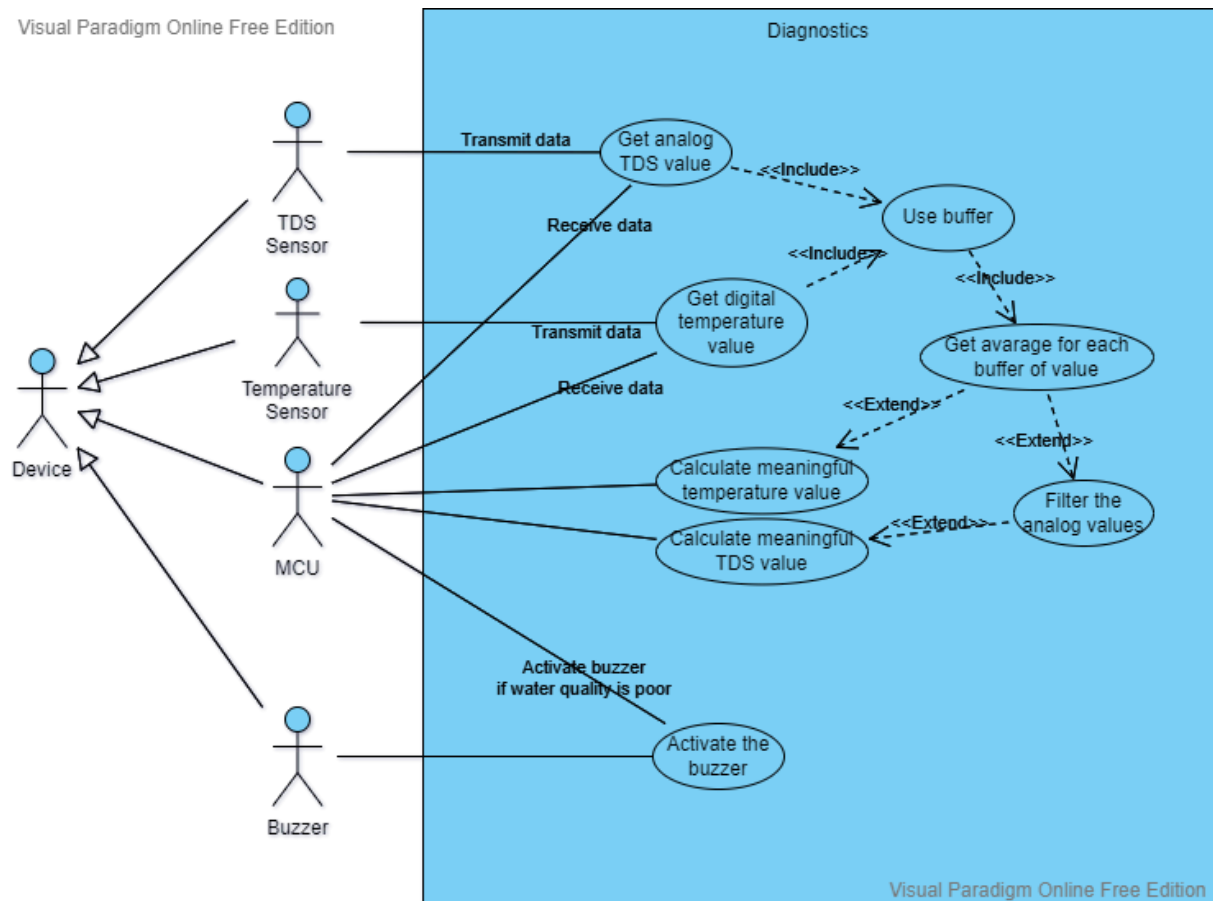 Visual Paradigm Online Free Edition
Diagnostics
TDS
Sensor
Transmit data
Get analog
TDS value
<<Include>>
Use buffer
Receive data
<<Include>>
<<Include>>
Temperature
Sensor
Transmit data
Get digital
temperature
value
Get avarage for each
buffer of value
Device
Receive data
<<Extend>>
<<Extend>>
MCU
Calculate meaningful
temperature value
Filter the
analog values
<<Extend>>
Calculate meaningful
TDS value
Activate buzzer
if water quality is poor
Activate the
buzzer
Buzzer
Visual Paradigm Online Free Edition